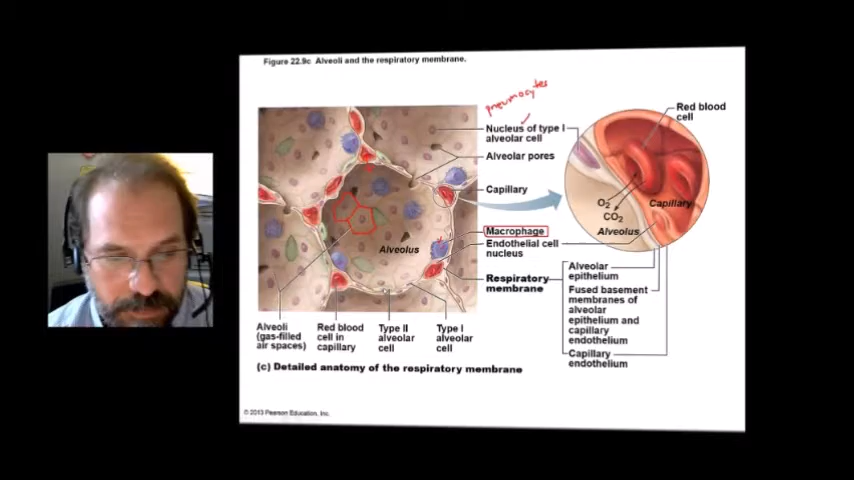 Figure 22.9c Alveoli and the respiratory membrane.
pneumocytes
Red blood
cell
Nucleus of type I
alveolar cell
Alveolar pores
Capillary
O2
CO2
Capillary
Alveolus
Macrophage
Endothelial cell
nucleus
Alveolus
Respiratory
membrane
Alveolar
epithelium
Fused basement
membranes of
alveolar
epithelium and
capillary
endothelium
Capillary
endothelium
Alveoli
(gas-filled
air spaces)
Red blood
cell in
capillary
Type II
alveolar
cell
Type I
alveolar
cell
(c) Detailed anatomy of the respiratory membrane
© 2013 Pearson Education, Inc.